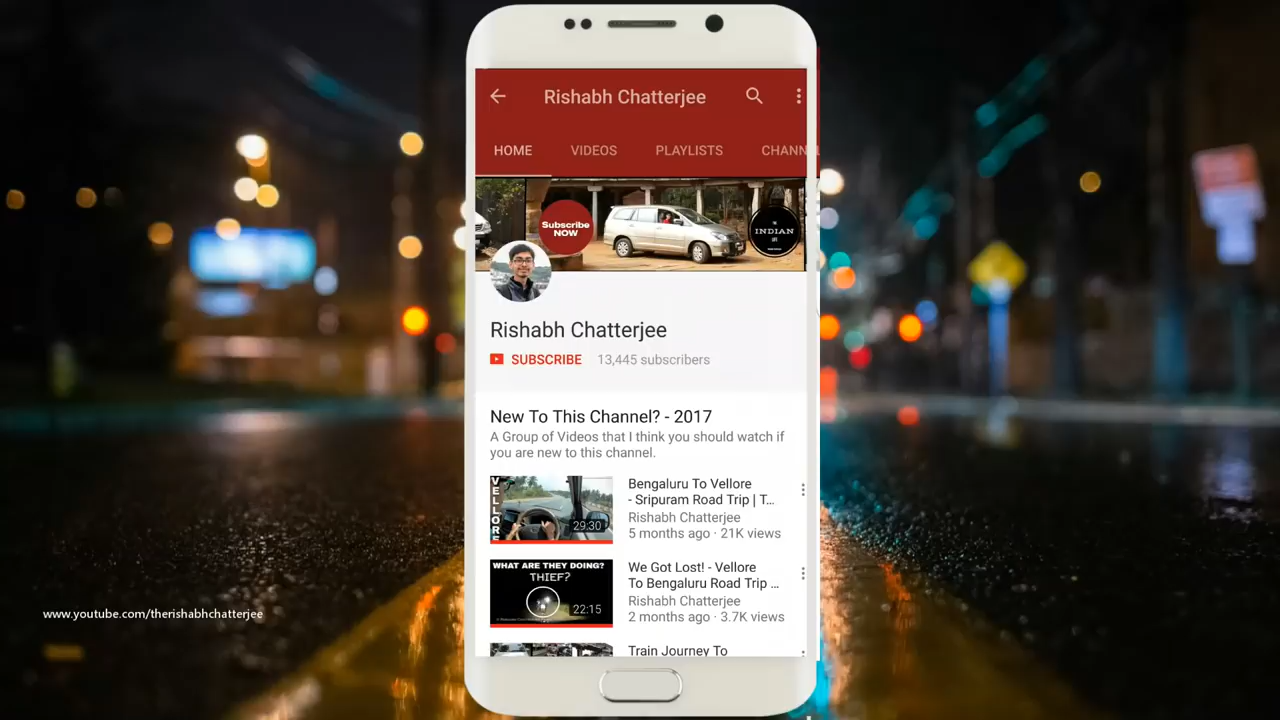 Rishabh Chatterjee
HOME VIDEOS PLAYLISTS CHANNEL
Subscribe
NOW
INDIAN
Rishabh Chatterjee
SUBSCRIBE 13,445 subscribers
New To This Channel? - 2017
A Group of Videos that I think you should watch if
you are new to this channel.
VELLORE
29:30
Bengaluru To Vellore
- Sripuram Road Trip | T...
Rishabh Chatterjee
5 months ago · 21K views
WHAT ARE THEY DOING?
THIEF?
22:15
We Got Lost! - Vellore
To Bengaluru Road Trip ...
Rishabh Chatterjee
2 months ago · 3.7K views
Train Journey To
www.youtube.com/therishabhchatterjee